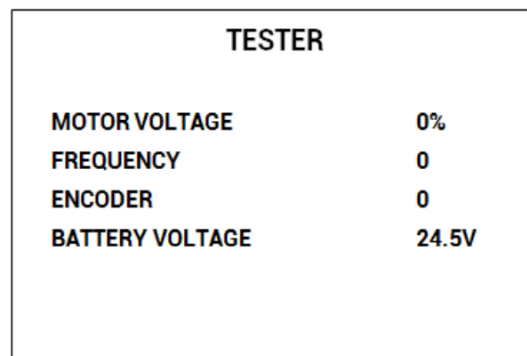 TESTER
MOTOR VOLTAGE 0%
FREQUENCY 0
ENCODER 0
BATTERY VOLTAGE 24.5V